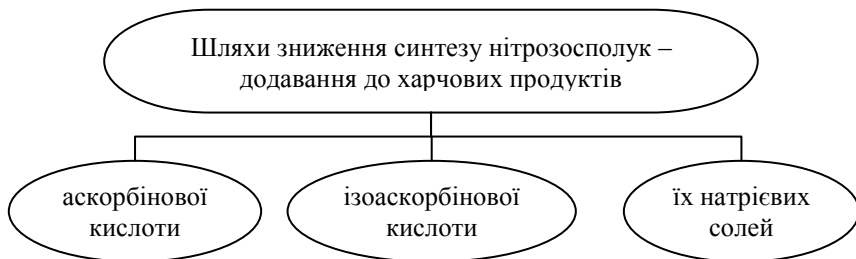 Шляхи зниження синтезу нітрозосполук –
додавання до харчових продуктів
аскорбінової
кислоти
ізоаскорбінової
кислоти
їх натрієвих
солей